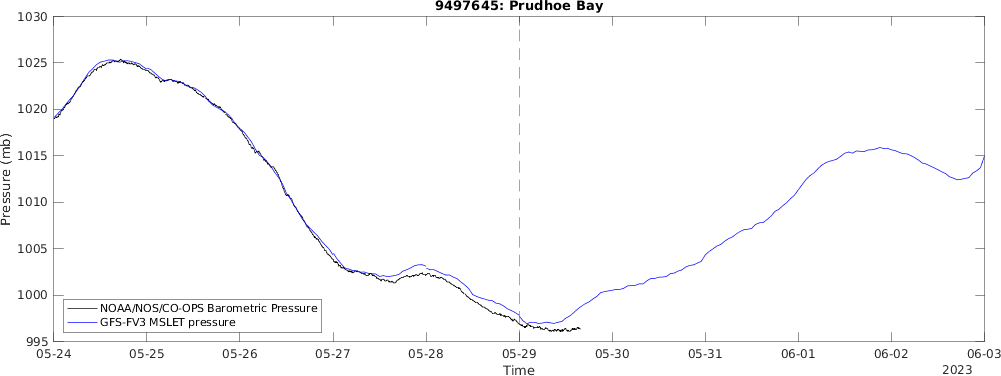 9497645: Prudhoe Bay
1030
1025
1020
1015
1010
1005
1000
995
Pressure (mb)
NOAA/NOS/CO-OPS Barometric Pressure
GFS-FV3 MSLET pressure
05-24 05-25 05-26 05-27 05-28 05-29 05-30 05-31 06-01 06-02 06-03
Time
2023